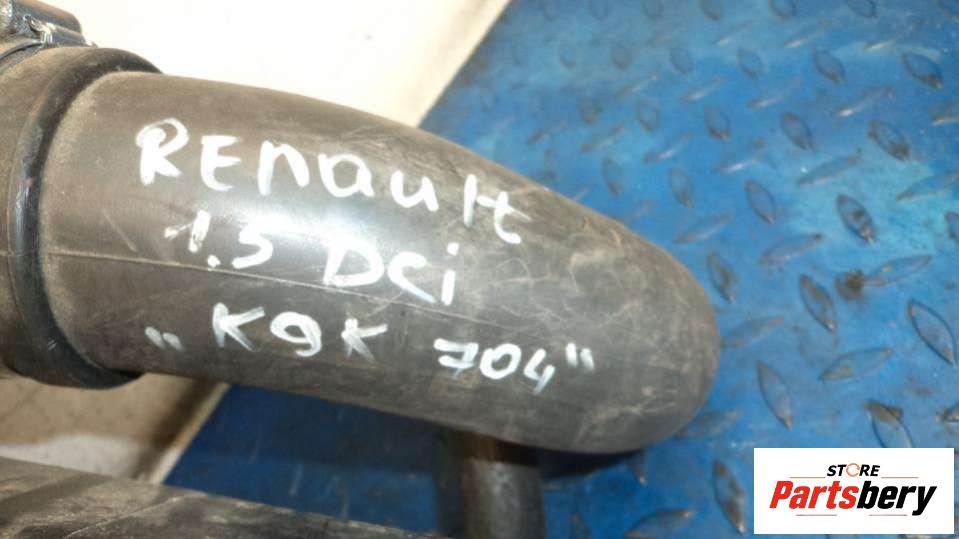 Renault
1.5 DCi
"K9K 704"
STORE
Partsbery